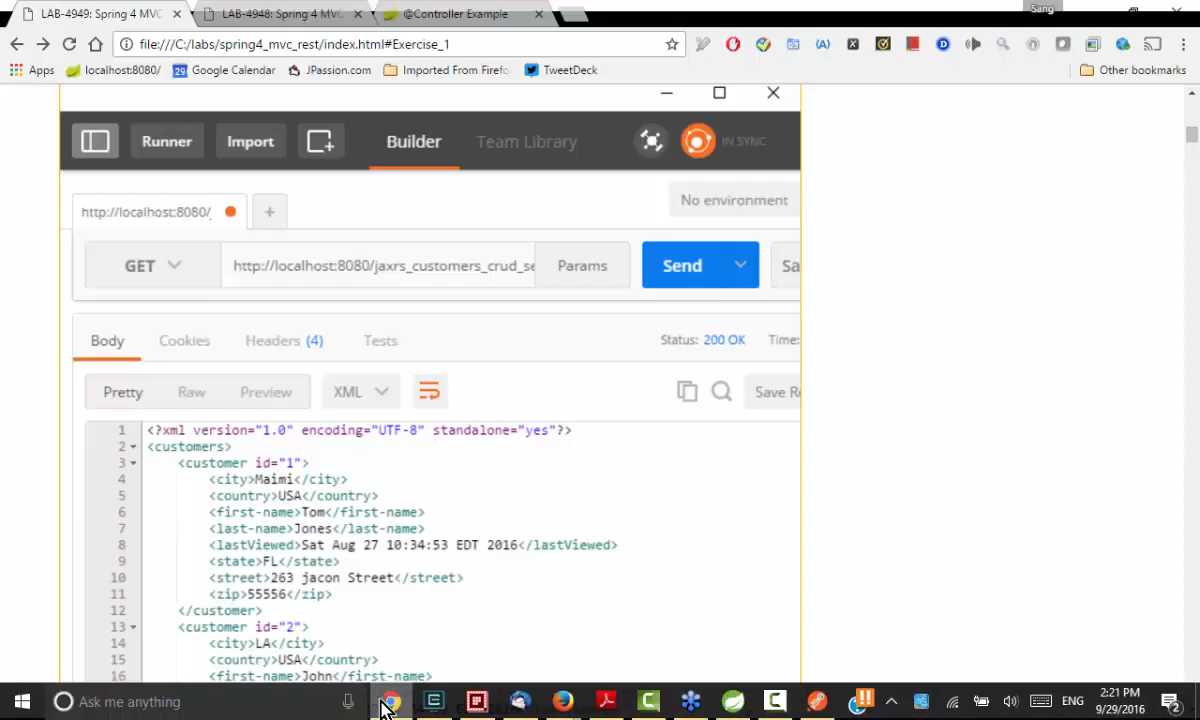 LAB-4949: Spring 4 MVC
LAB-4948: Spring 4 MVC
@Controller Example
Sang
file:///C:/labs/spring4_mvc_rest/index.html#Exercise_1
Apps
localhost:8080/
29 Google Calendar
JPassion.com
Imported From Firefo
TweetDeck
Other bookmarks
Runner
Import
Builder
Team Library
IN SYNC
http://localhost:8080/
No environment
GET
http://localhost:8080/jaxrs_customers_crud_se
Params
Send
Sa
Body
Cookies
Headers (4)
Tests
Status: 200 OK
Time:
Pretty
Raw
Preview
XML
Save Re
1 <?xml version="1.0" encoding="UTF-8" standalone="yes"?>
2 <customers>
3 <customer id="1">
4 <city>Maimi</city>
5 <country>USA</country>
6 <first-name>Tom</first-name>
7 <last-name>Jones</last-name>
8 <lastViewed>Sat Aug 27 10:34:53 EDT 2016</lastViewed>
9 <state>FL</state>
10 <street>263 jacon Street</street>
11 <zip>55556</zip>
12 </customer>
13 <customer id="2">
14 <city>LA</city>
15 <country>USA</country>
16 <first-name>John</first-name>
Ask me anything
ENG
2:21 PM
9/29/2016
2